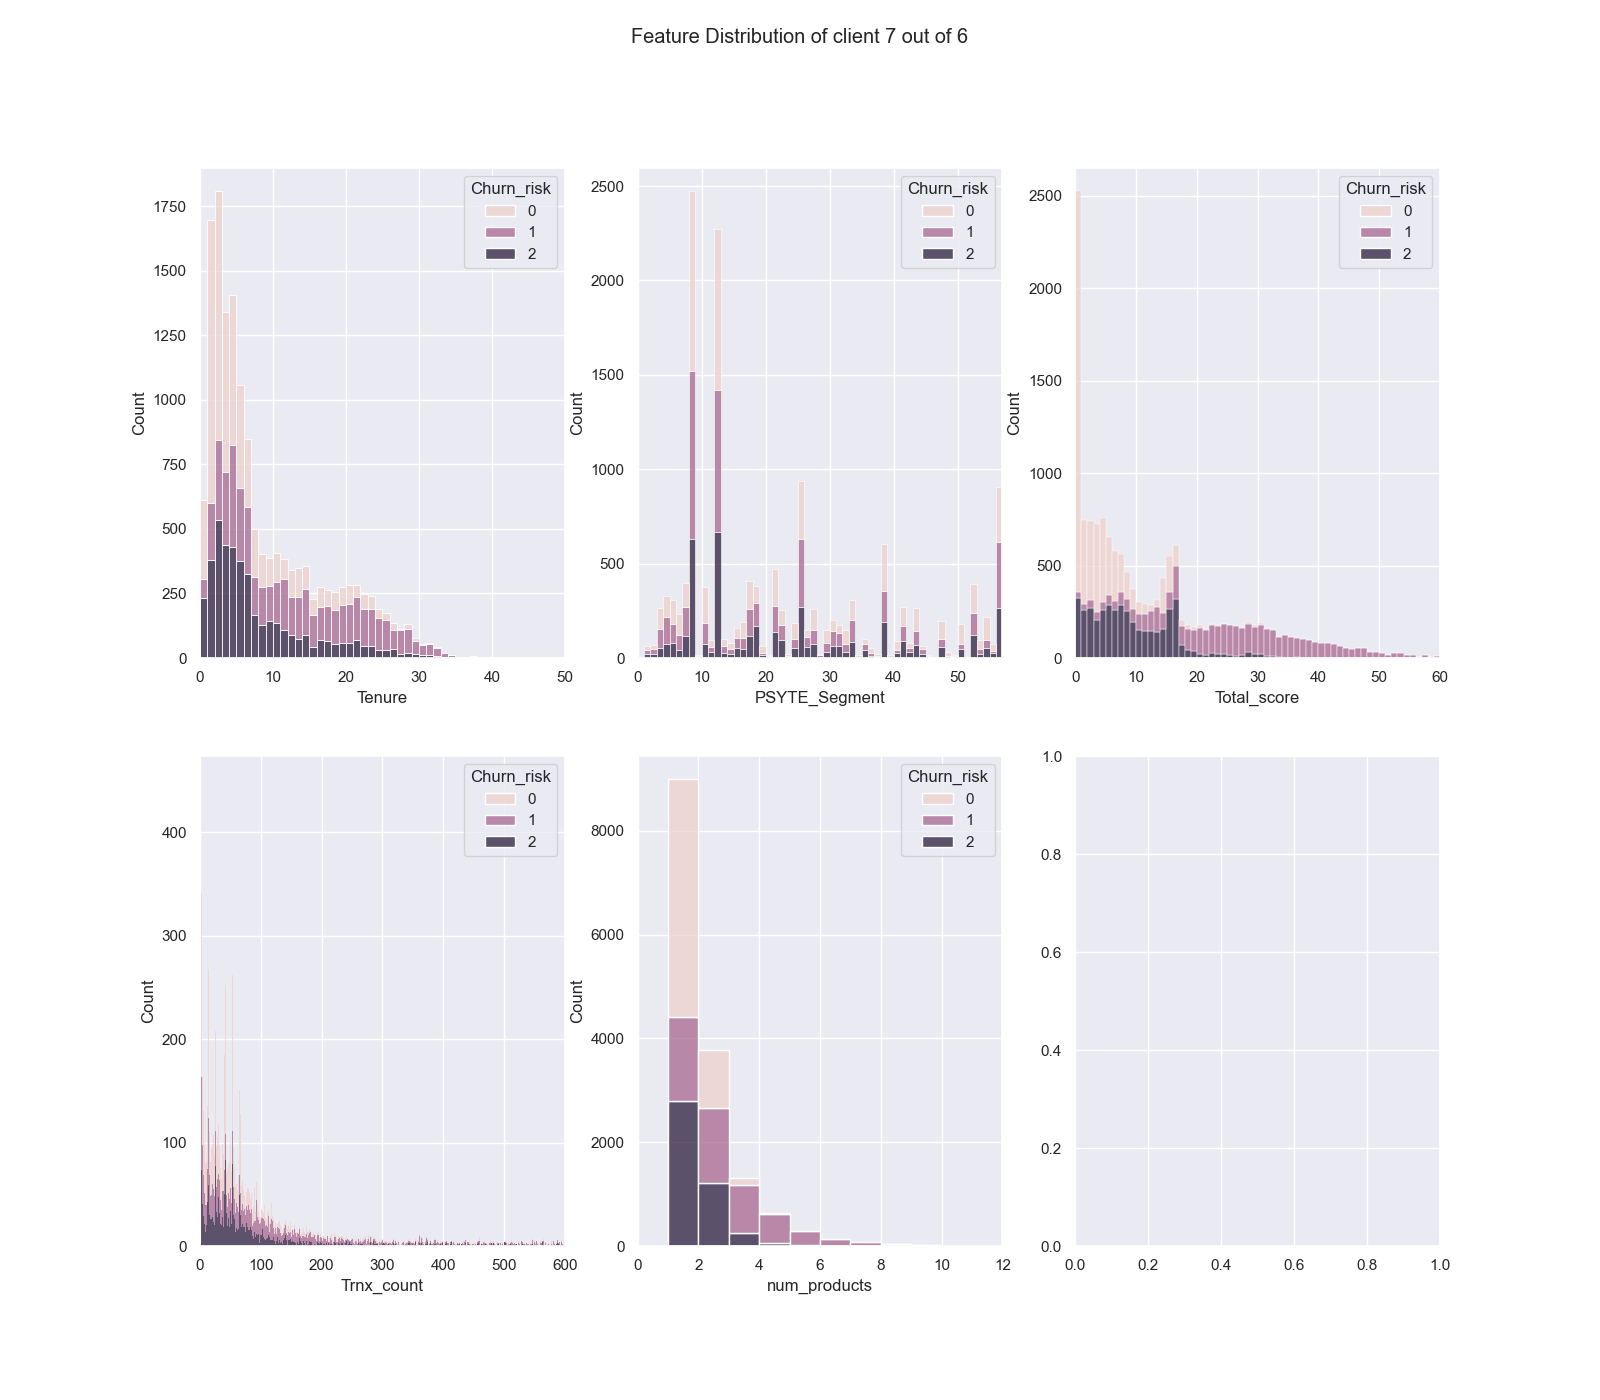 Feature Distribution of client 7 out of 6
Churn_risk
0
1
2
1750
1500
1250
1000
750
500
250
0
Count
0 10 20 30 40 50
Tenure
Churn_risk
0
1
2
2500
2000
1500
1000
500
0
Count
0 10 20 30 40 50
PSYTE_Segment
Churn_risk
0
1
2
2500
2000
1500
1000
500
0
Count
0 10 20 30 40 50 60
Total_score
Churn_risk
0
1
2
400
300
200
100
0
Count
0 100 200 300 400 500 600
Trnx_count
Churn_risk
0
1
2
8000
6000
4000
2000
0
Count
0 2 4 6 8 10 12
num_products
1.0
0.8
0.6
0.4
0.2
0.0
0.0 0.2 0.4 0.6 0.8 1.0